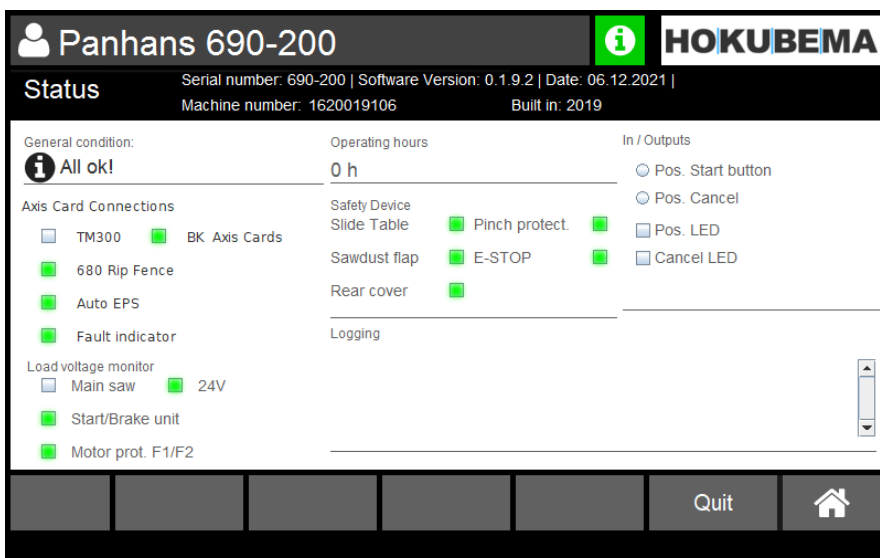 Panhans 690-200
HOKUBEMA
Status
Serial number: 690-200 | Software Version: 0.1.9.2 | Date: 06.12.2021 |
Machine number: 1620019106 Built in: 2019
General condition:
All ok!
Axis Card Connections
TM300 BK Axis Cards
680 Rip Fence
Auto EPS
Fault indicator
Load voltage monitor
Main saw 24V
Start/Brake unit
Motor prot. F1/F2
Operating hours
0 h
Safety Device
Slide Table Pinch protect.
Sawdust flap E-STOP
Rear cover
Logging
In / Outputs
Pos. Start button
Pos. Cancel
Pos. LED
Cancel LED
Quit